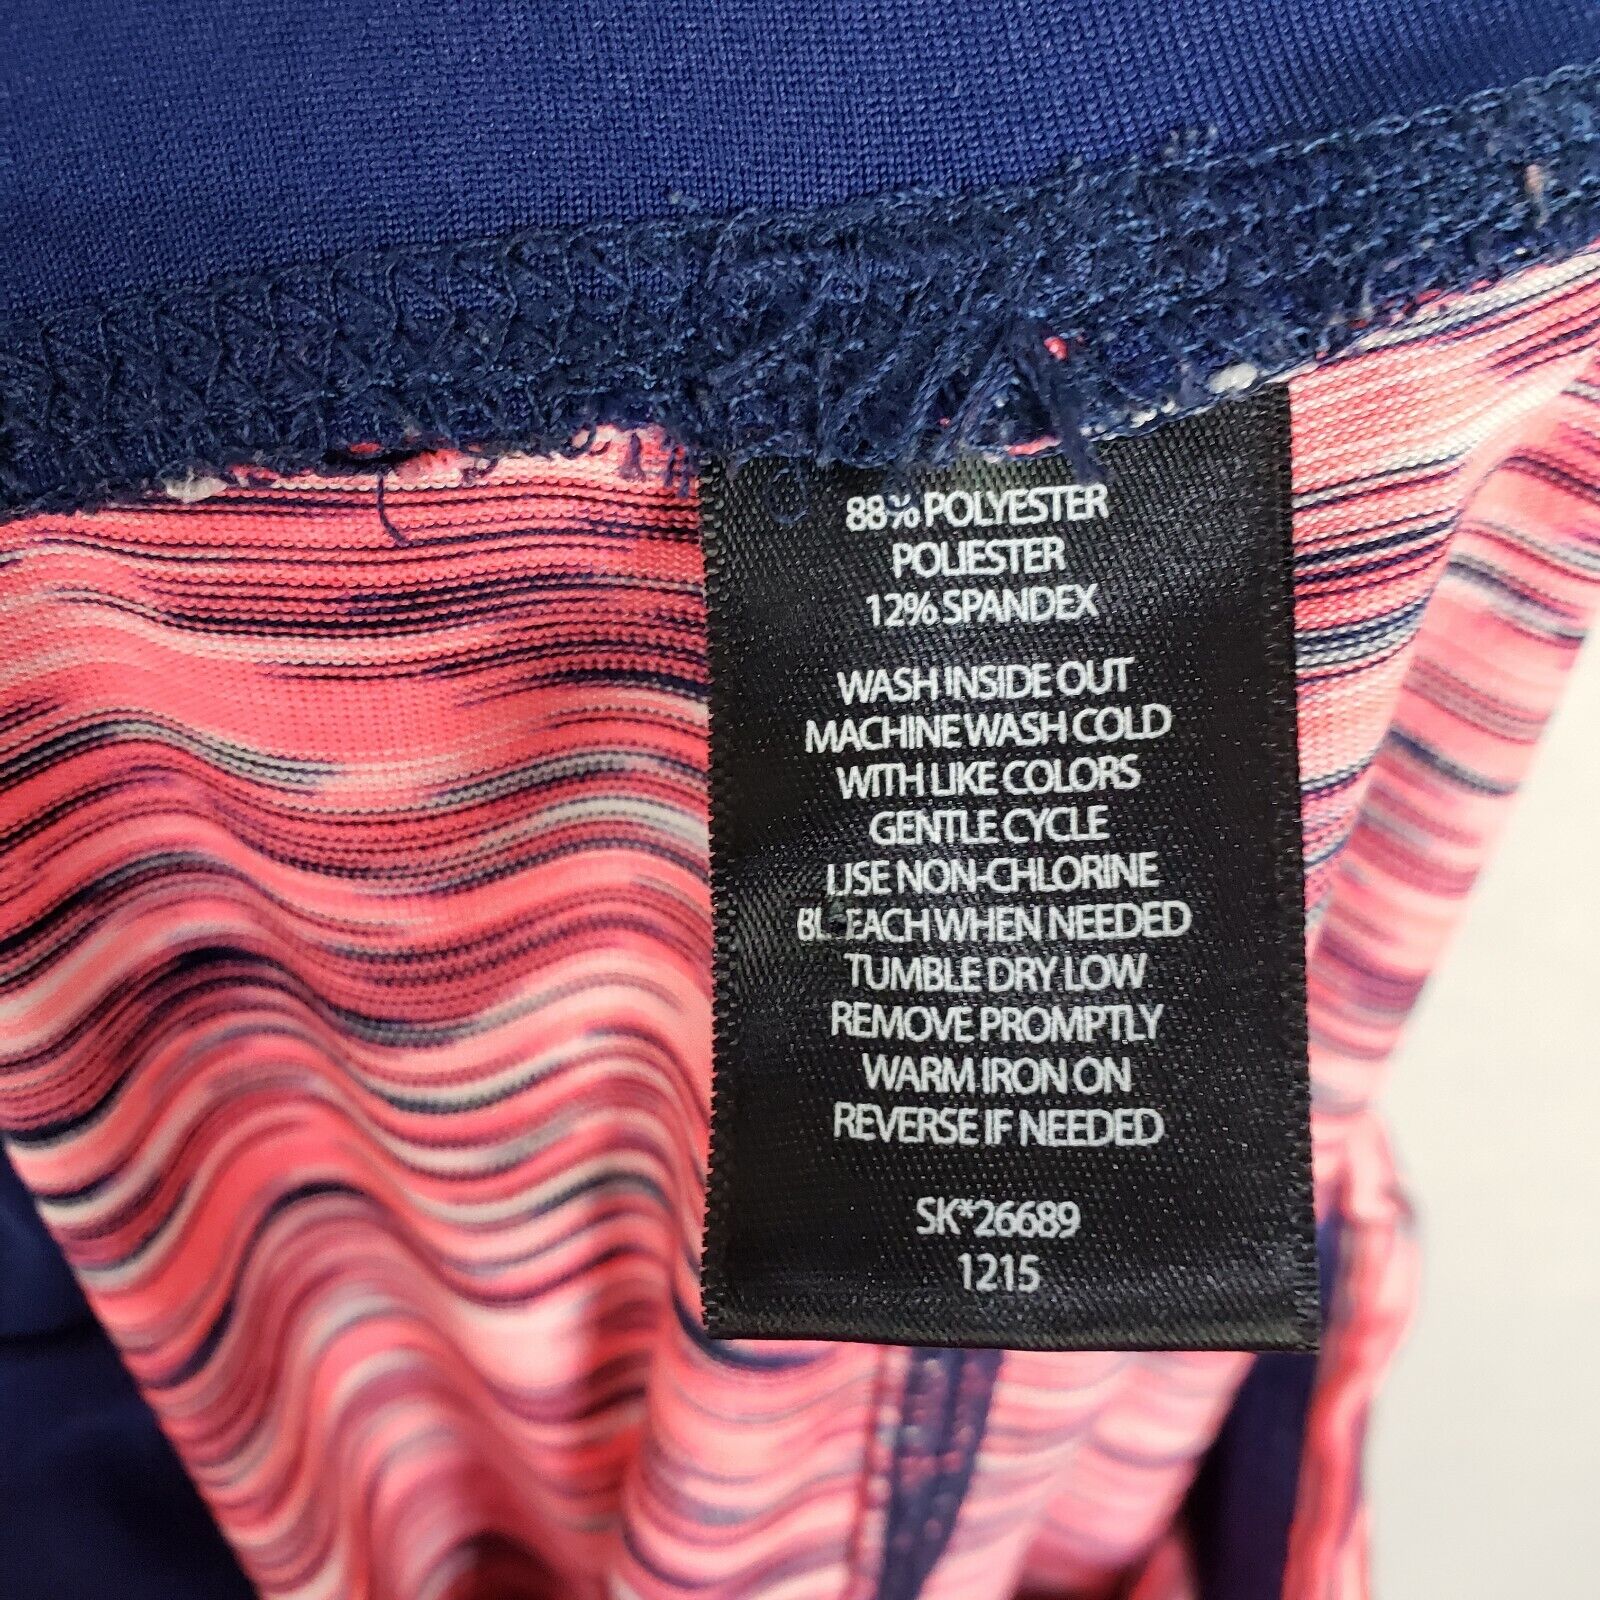 88% POLYESTER
POLIESTER
12% SPANDEX
WASH INSIDE OUT
MACHINE WASH COLD
WITH LIKE COLORS
GENTLE CYCLE
USE NON-CHLORINE
BLEACH WHEN NEEDED
TUMBLE DRY LOW
REMOVE PROMPTLY
WARM IRON ON
REVERSE IF NEEDED
SK*26689
1215